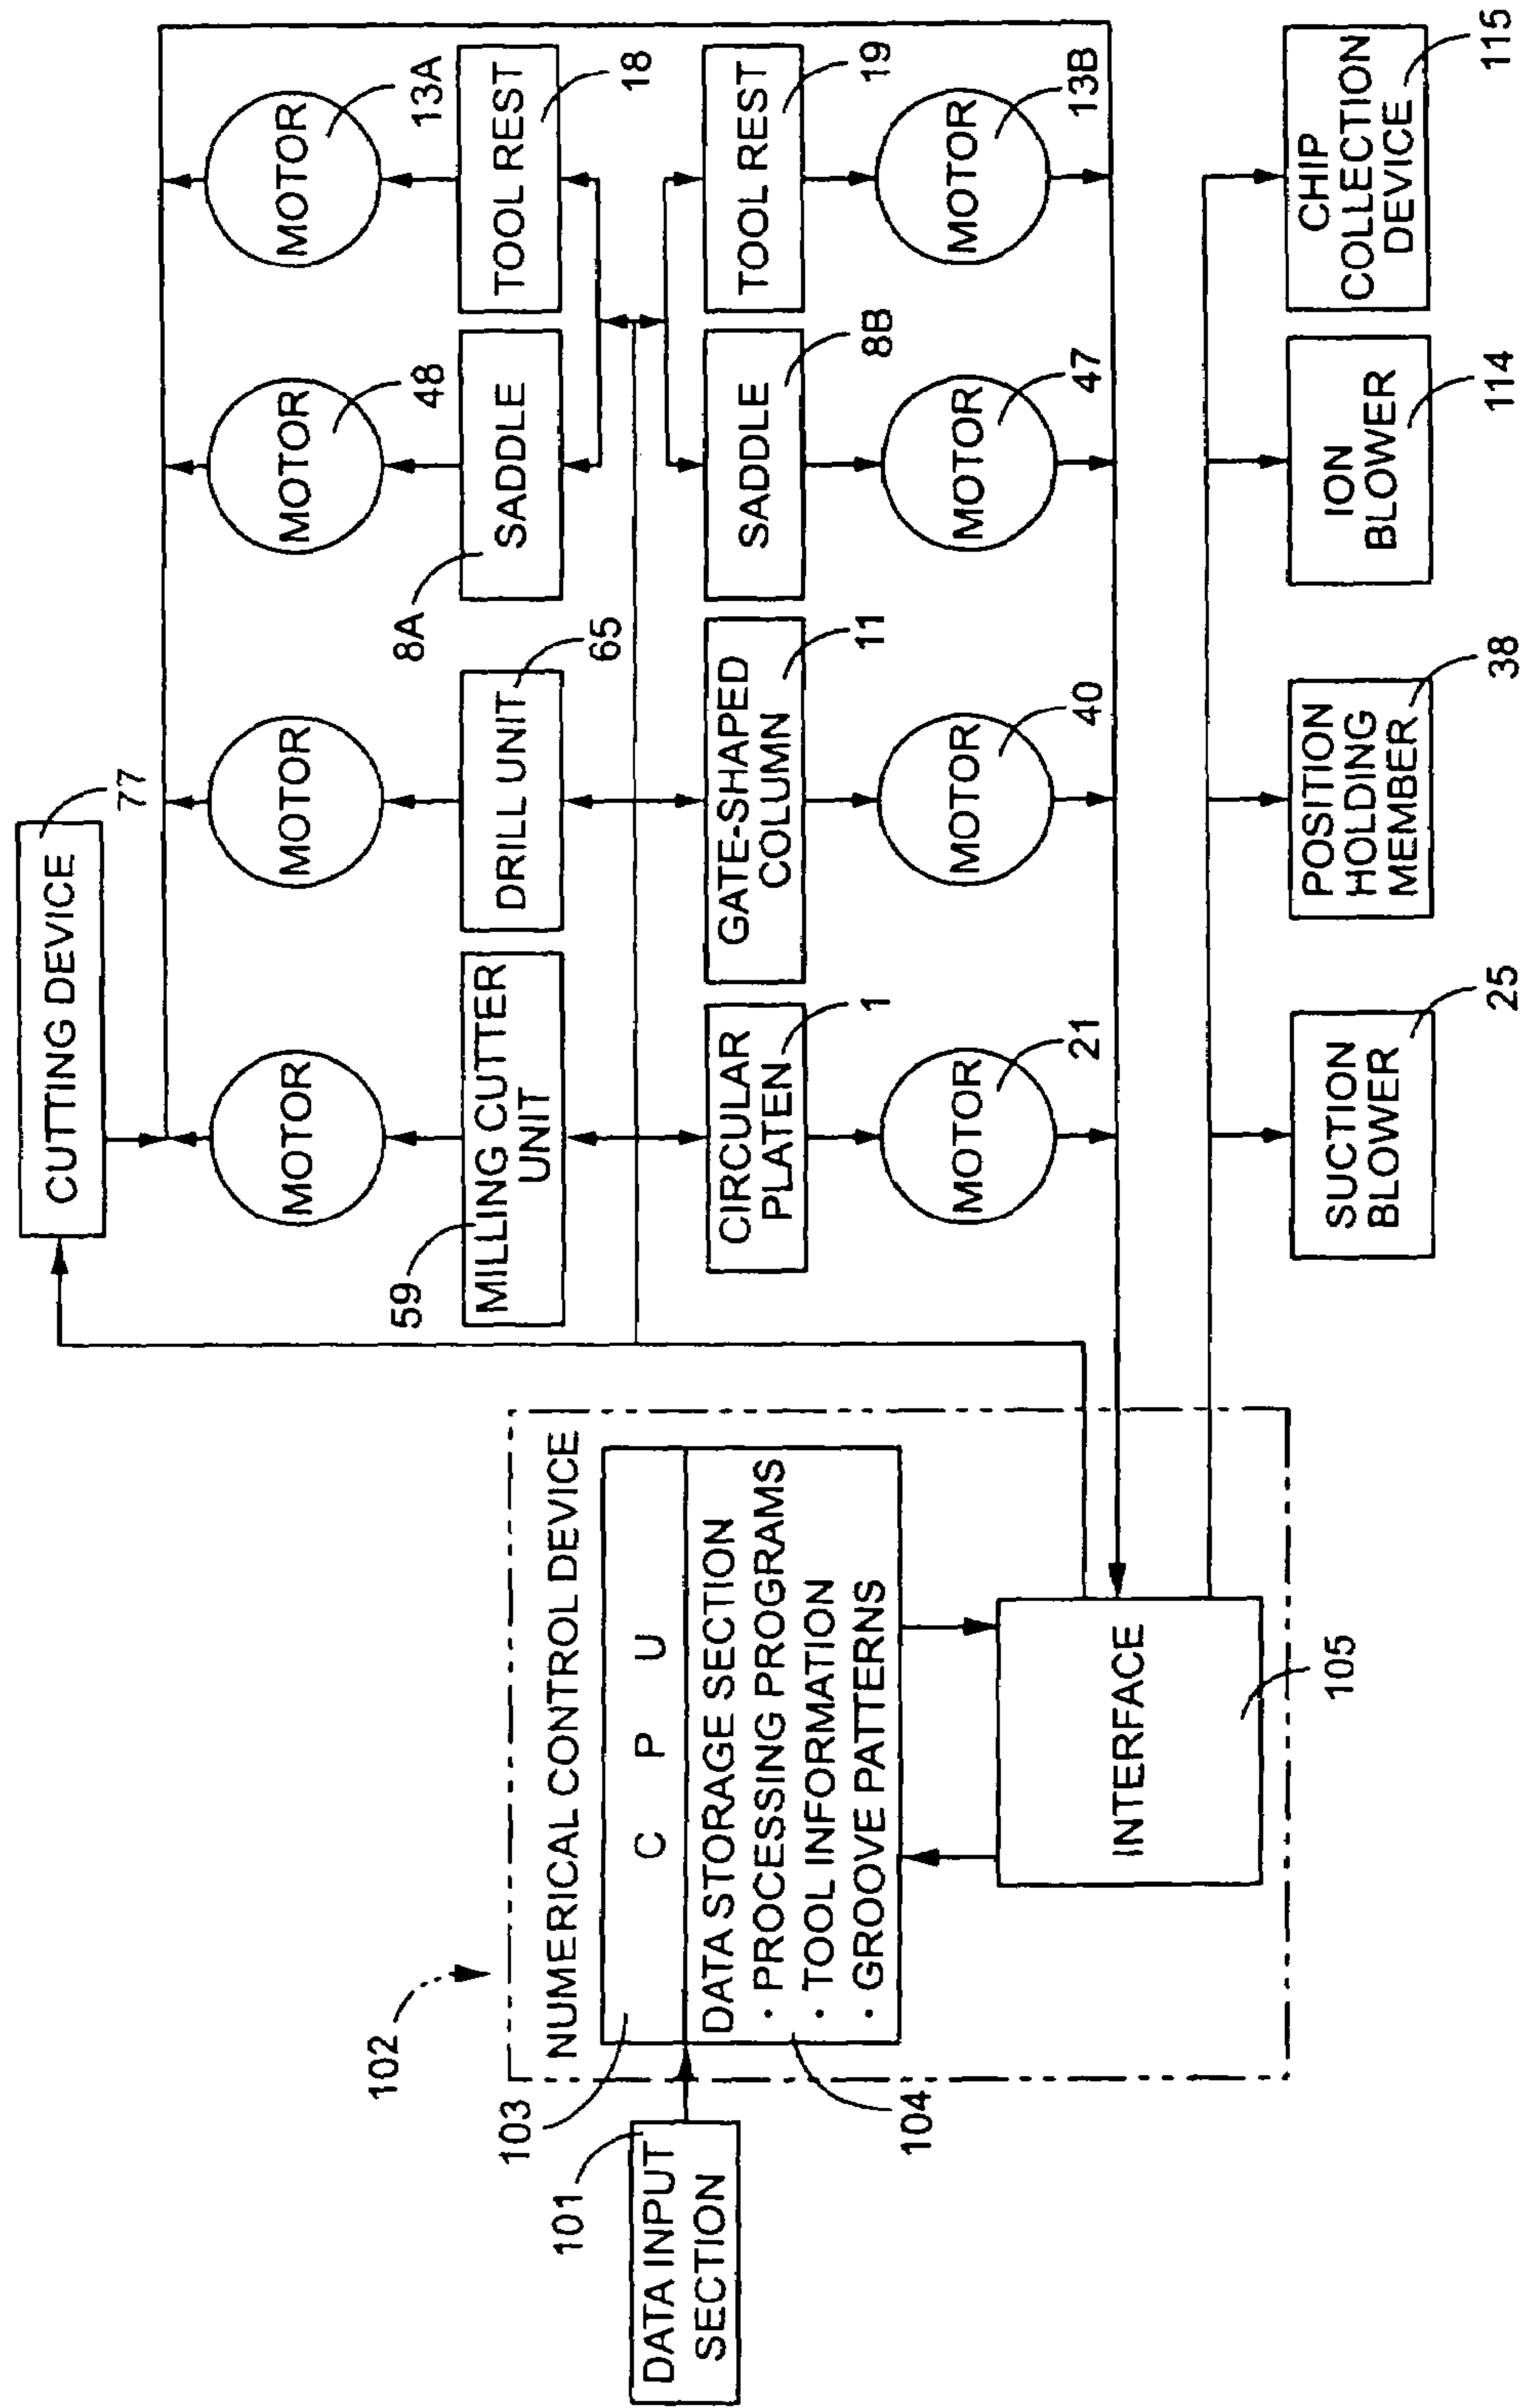 CUTTING DEVICE
77
MOTOR
MOTOR
MOTOR
48
MOTOR
13A
59
MILLING CUTTER
UNIT
DRILL UNIT
65
8A
SADDLE
TOOL REST
18
CIRCULAR
PLATEN
1
GATE-SHAPED
COLUMN
11
SADDLE
8B
TOOL REST
19
MOTOR
21
MOTOR
40
MOTOR
47
MOTOR
13B
102
NUMERICAL CONTROL DEVICE
103
C P U
101
DATA INPUT
SECTION
DATA STORAGE SECTION
· PROCESSING PROGRAMS
· TOOL INFORMATION
· GROOVE PATTERNS
104
INTERFACE
105
SUCTION
BLOWER
25
POSITION
HOLDING
MEMBER
38
ION
BLOWER
114
CHIP
COLLECTION
DEVICE
115